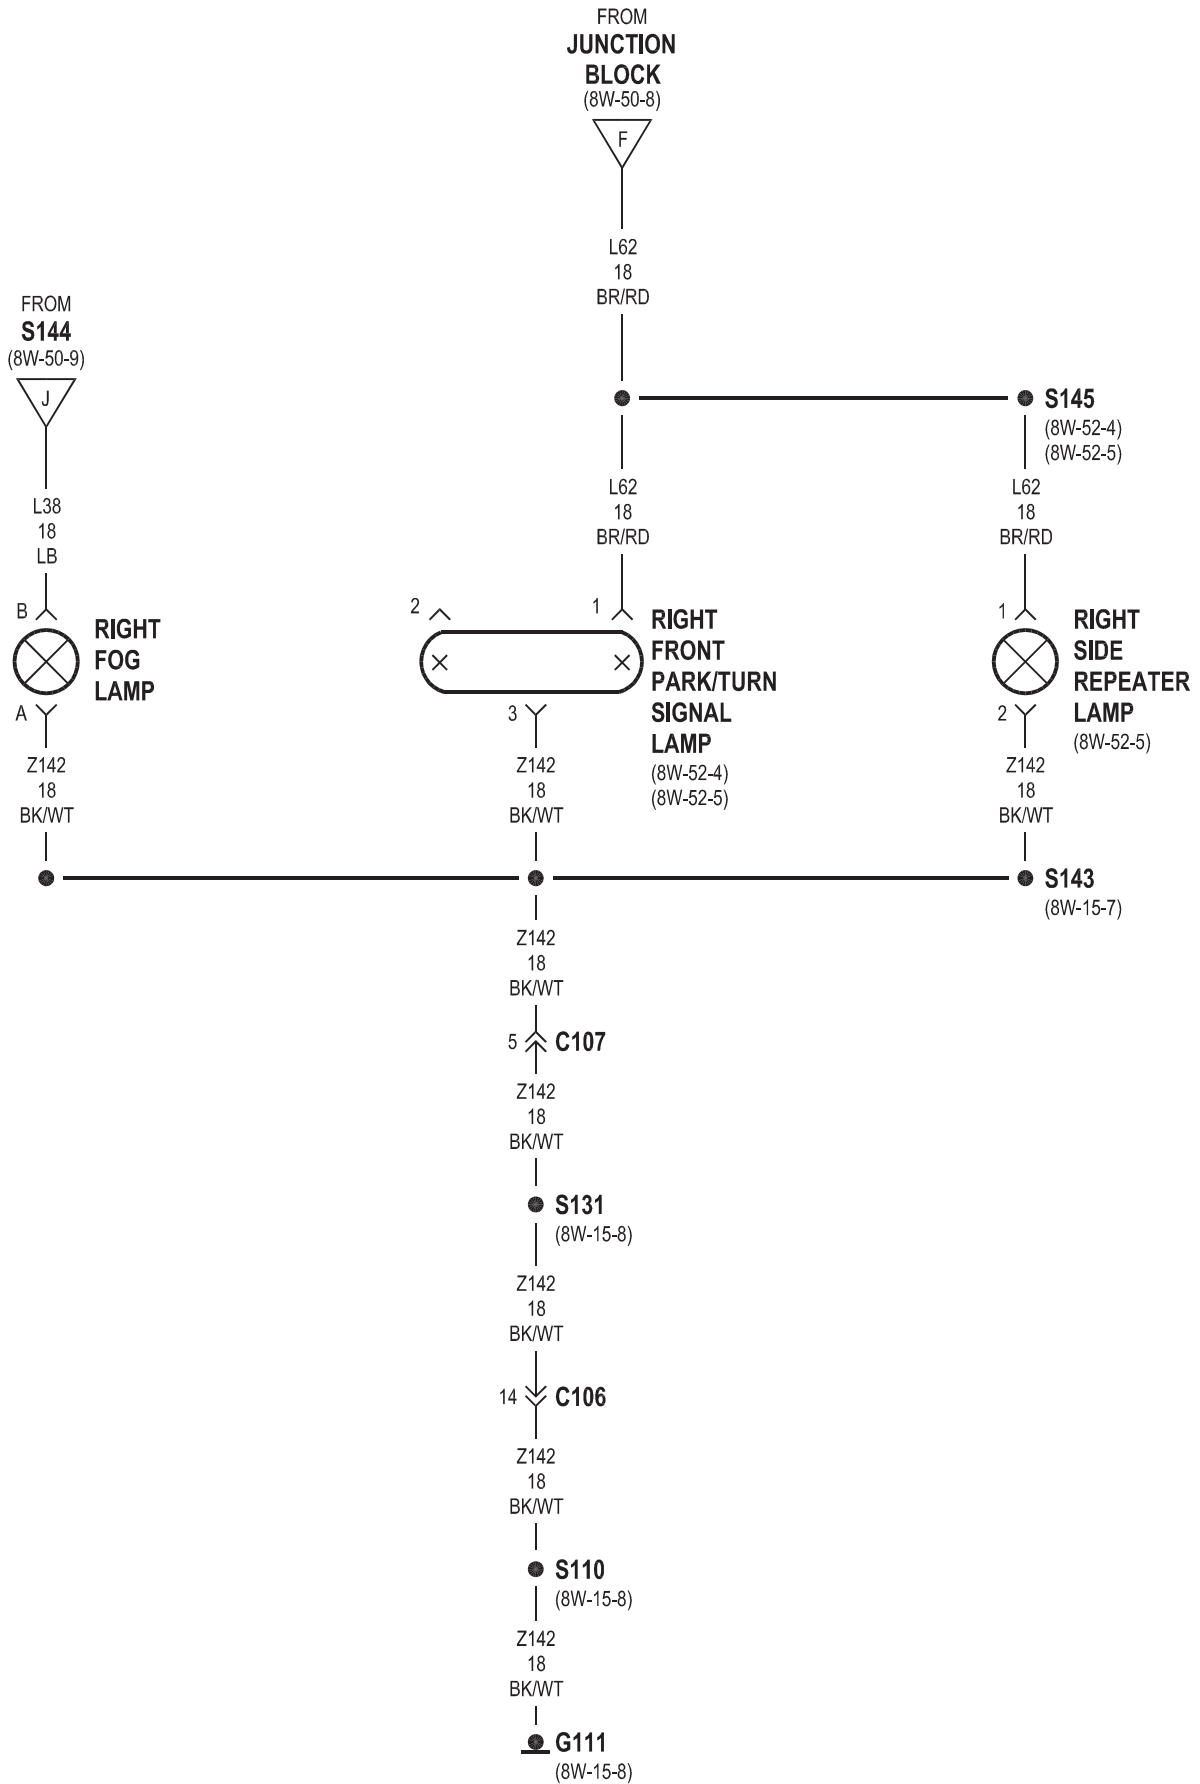 FROM
JUNCTION
BLOCK
(8W-50-8)
F
L62
18
BR/RD
FROM
S144
(8W-50-9)
J
L38
18
LB
S145
(8W-52-4)
(8W-52-5)
L62
18
BR/RD
L62
18
BR/RD
B
RIGHT
FOG
LAMP
A
2
1
RIGHT
FRONT
PARK/TURN
SIGNAL
LAMP
(8W-52-4)
(8W-52-5)
3
1
RIGHT
SIDE
REPEATER
LAMP
(8W-52-5)
2
Z142
18
BK/WT
Z142
18
BK/WT
Z142
18
BK/WT
S143
(8W-15-7)
Z142
18
BK/WT
5 C107
Z142
18
BK/WT
S131
(8W-15-8)
Z142
18
BK/WT
14 C106
Z142
18
BK/WT
S110
(8W-15-8)
Z142
18
BK/WT
G111
(8W-15-8)